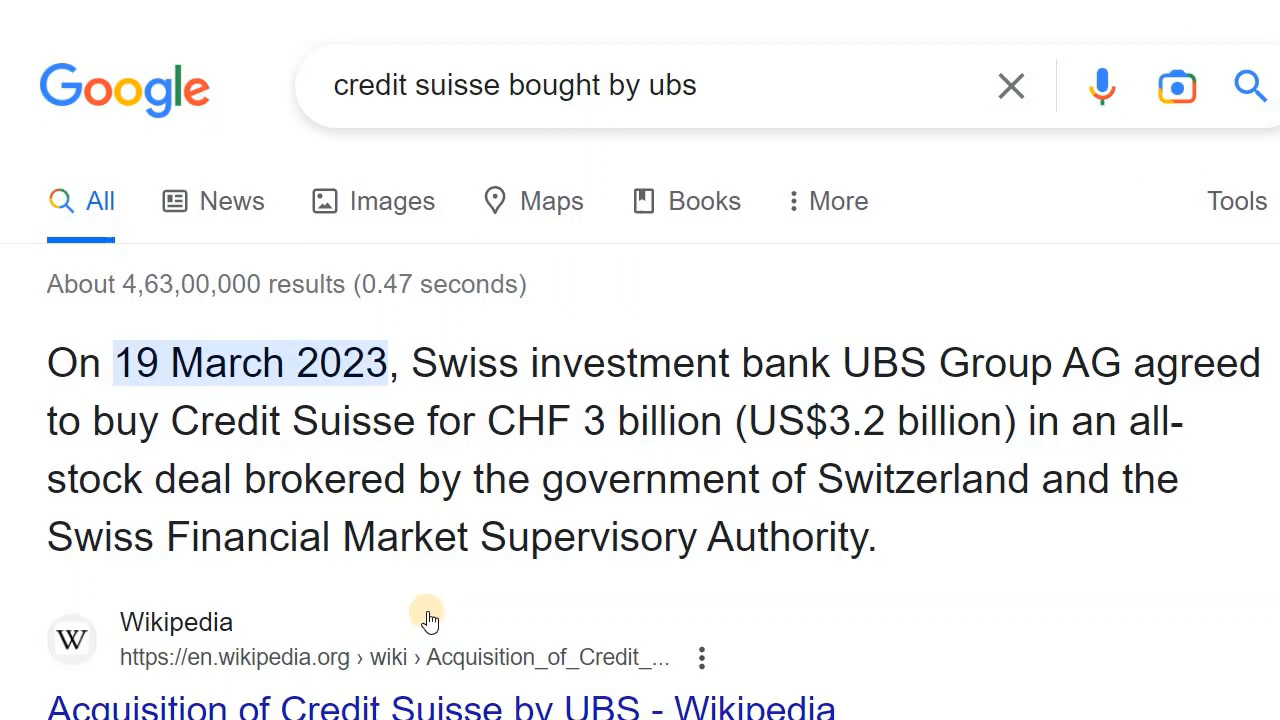 Google
credit suisse bought by ubs
All News Images Maps Books More Tools
About 4,63,00,000 results (0.47 seconds)
On 19 March 2023, Swiss investment bank UBS Group AG agreed
to buy Credit Suisse for CHF 3 billion (US$3.2 billion) in an all-
stock deal brokered by the government of Switzerland and the
Swiss Financial Market Supervisory Authority.
W
Wikipedia
https://en.wikipedia.org › wiki › Acquisition_of_Credit_...
Acquisition of Credit Suisse by UBS - Wikipedia